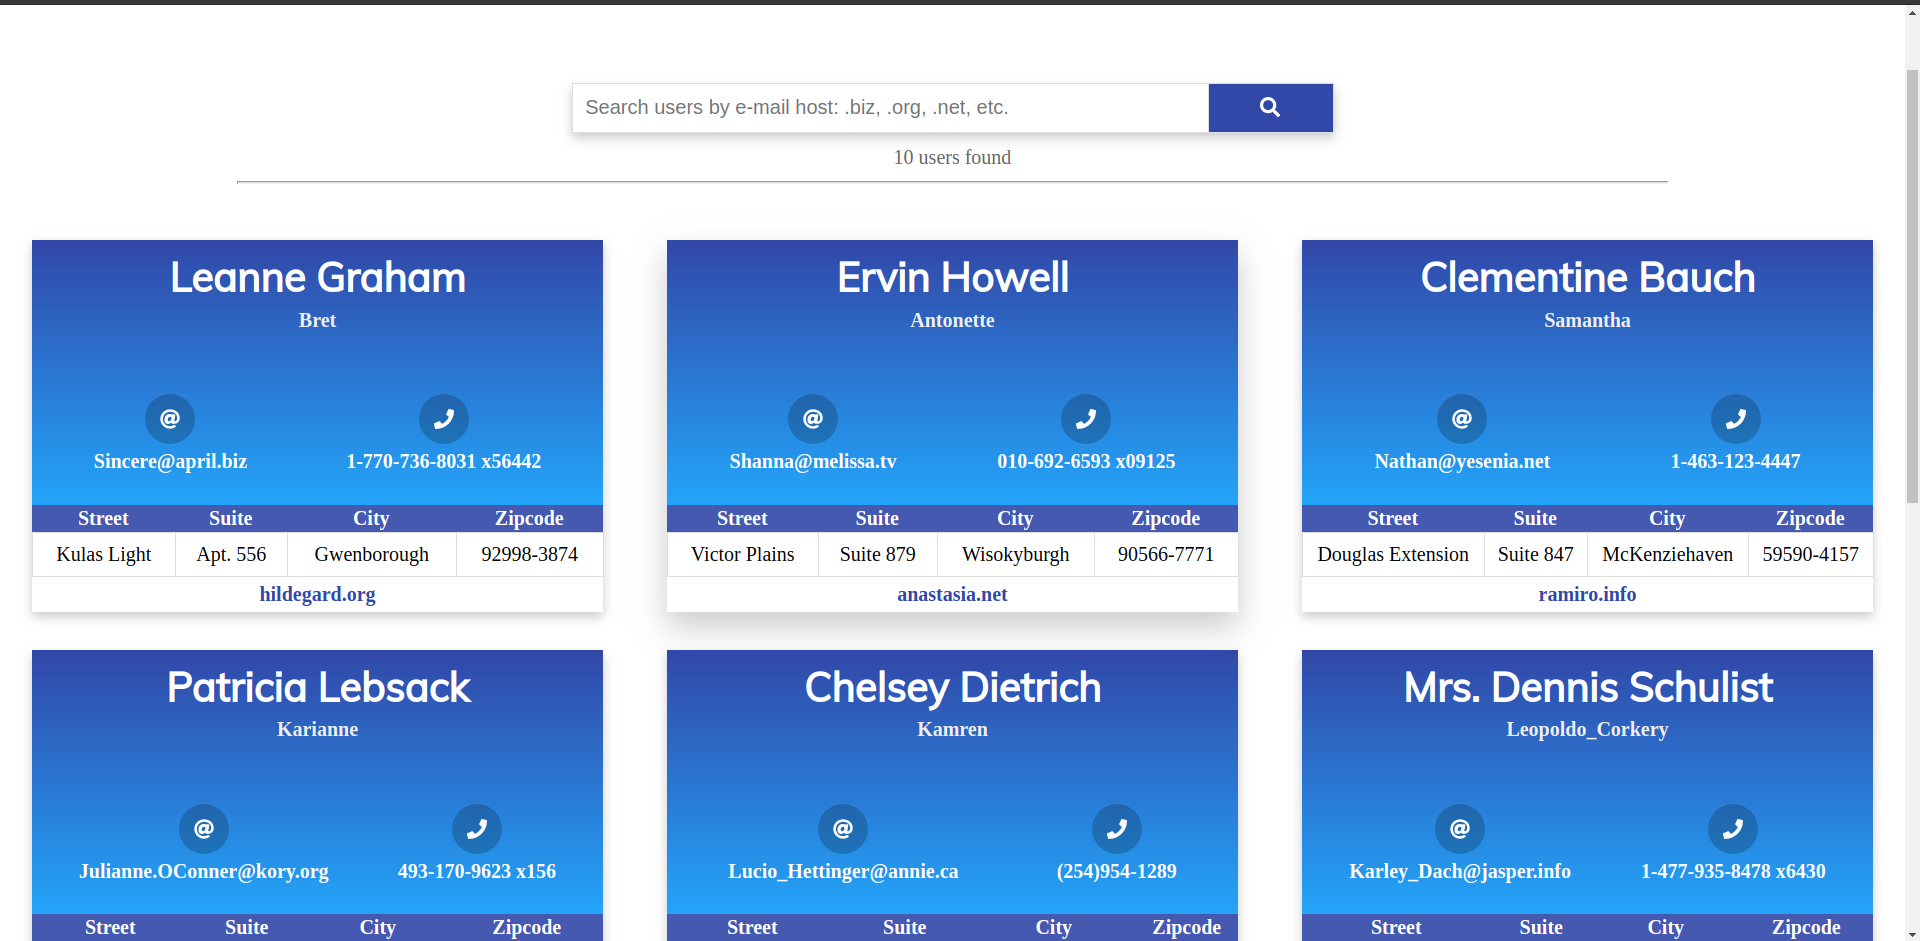 Search users by e-mail host: .biz, .org, .net, etc.
10 users found
Leanne Graham
Bret
@
Sincere@april.biz 1-770-736-8031 x56442
Street Suite City Zipcode
Kulas Light Apt. 556 Gwenborough 92998-3874
hildegard.org
Ervin Howell
Antonette
@
Shanna@melissa.tv 010-692-6593 x09125
Street Suite City Zipcode
Victor Plains Suite 879 Wisokyburgh 90566-7771
anastasia.net
Clementine Bauch
Samantha
@
Nathan@yesenia.net 1-463-123-4447
Street Suite City Zipcode
Douglas Extension Suite 847 McKenziehaven 59590-4157
ramiro.info
Patricia Lebsack
Karianne
@
Julianne.OConner@kory.org 493-170-9623 x156
Street Suite City Zipcode
Chelsey Dietrich
Kamren
@
Lucio_Hettinger@annie.ca (254)954-1289
Street Suite City Zipcode
Mrs. Dennis Schulist
Leopoldo_Corkery
@
Karley_Dach@jasper.info 1-477-935-8478 x6430
Street Suite City Zipcode